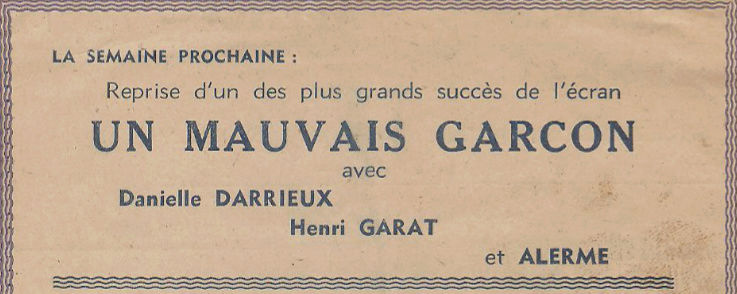 LA SEMAINE PROCHAINE :
Reprise d'un des plus grands succès de l'écran
UN MAUVAIS GARCON
avec
Danielle DARRIEUX
Henri GARAT
et ALERME